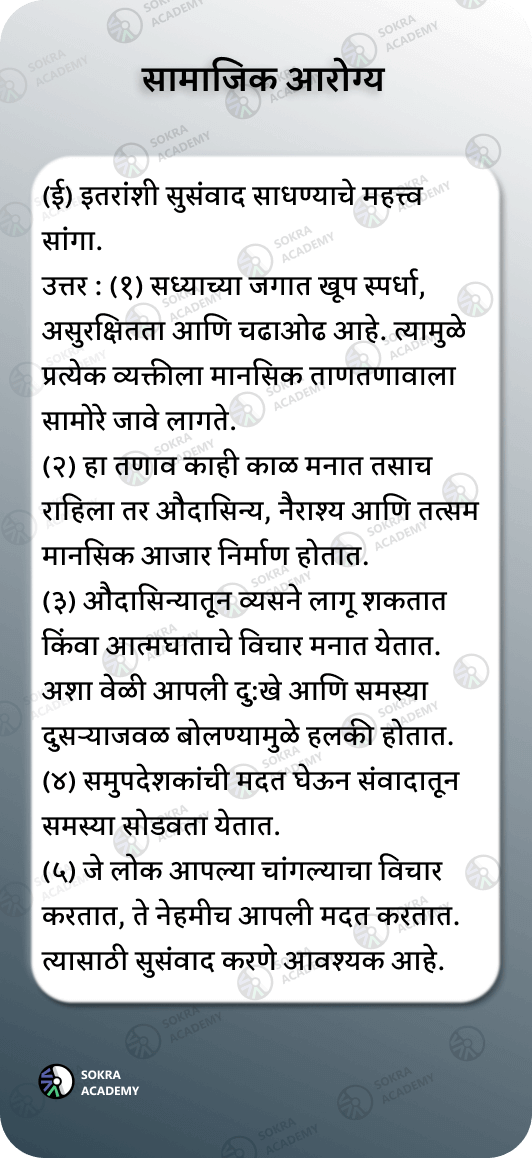 सामाजिक आरोग्य
(ई) इतरांशी सुसंवाद साधण्याचे महत्त्व
सांगा.
उत्तर : (१) सध्याच्या जगात खूप स्पर्धा,
असुरक्षितता आणि चढाओढ आहे. त्यामुळे
प्रत्येक व्यक्तीला मानसिक ताणतणावाला
सामोरे जावे लागते.
(२) हा तणाव काही काळ मनात तसाच
राहिला तर औदासिन्य, नैराश्य आणि तत्सम
मानसिक आजार निर्माण होतात.
(३) औदासिन्यातून व्यसने लागू शकतात
किंवा आत्मघाताचे विचार मनात येतात.
अशा वेळी आपली दु:खे आणि समस्या
दुसऱ्याजवळ बोलण्यामुळे हलकी होतात.
(४) समुपदेशकांची मदत घेऊन संवादातून
समस्या सोडवता येतात.
(५) जे लोक आपल्या चांगल्याचा विचार
करतात, ते नेहमीच आपली मदत करतात.
त्यासाठी सुसंवाद करणे आवश्यक आहे.
SOKRA
ACADEMY